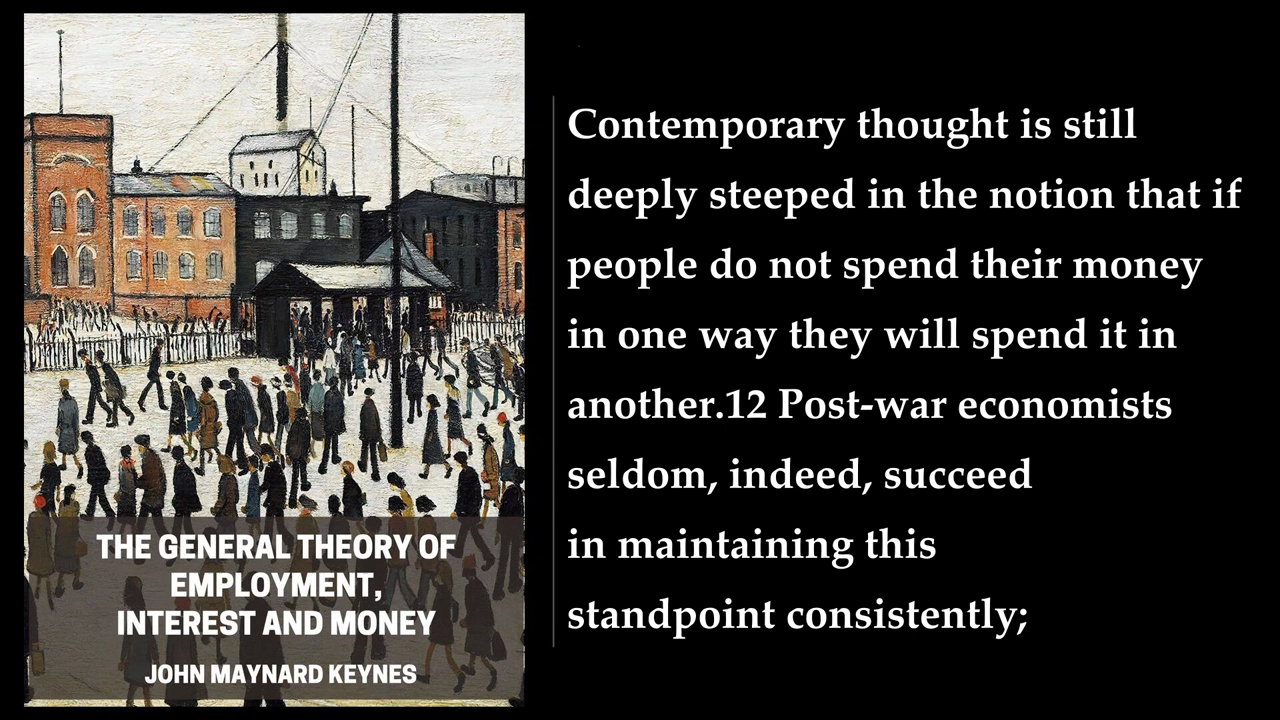 THE GENERAL THEORY OF
EMPLOYMENT,
INTEREST AND MONEY
JOHN MAYNARD KEYNES
Contemporary thought is still
deeply steeped in the notion that if
people do not spend their money
in one way they will spend it in
another.12 Post-war economists
seldom, indeed, succeed
in maintaining this
standpoint consistently;